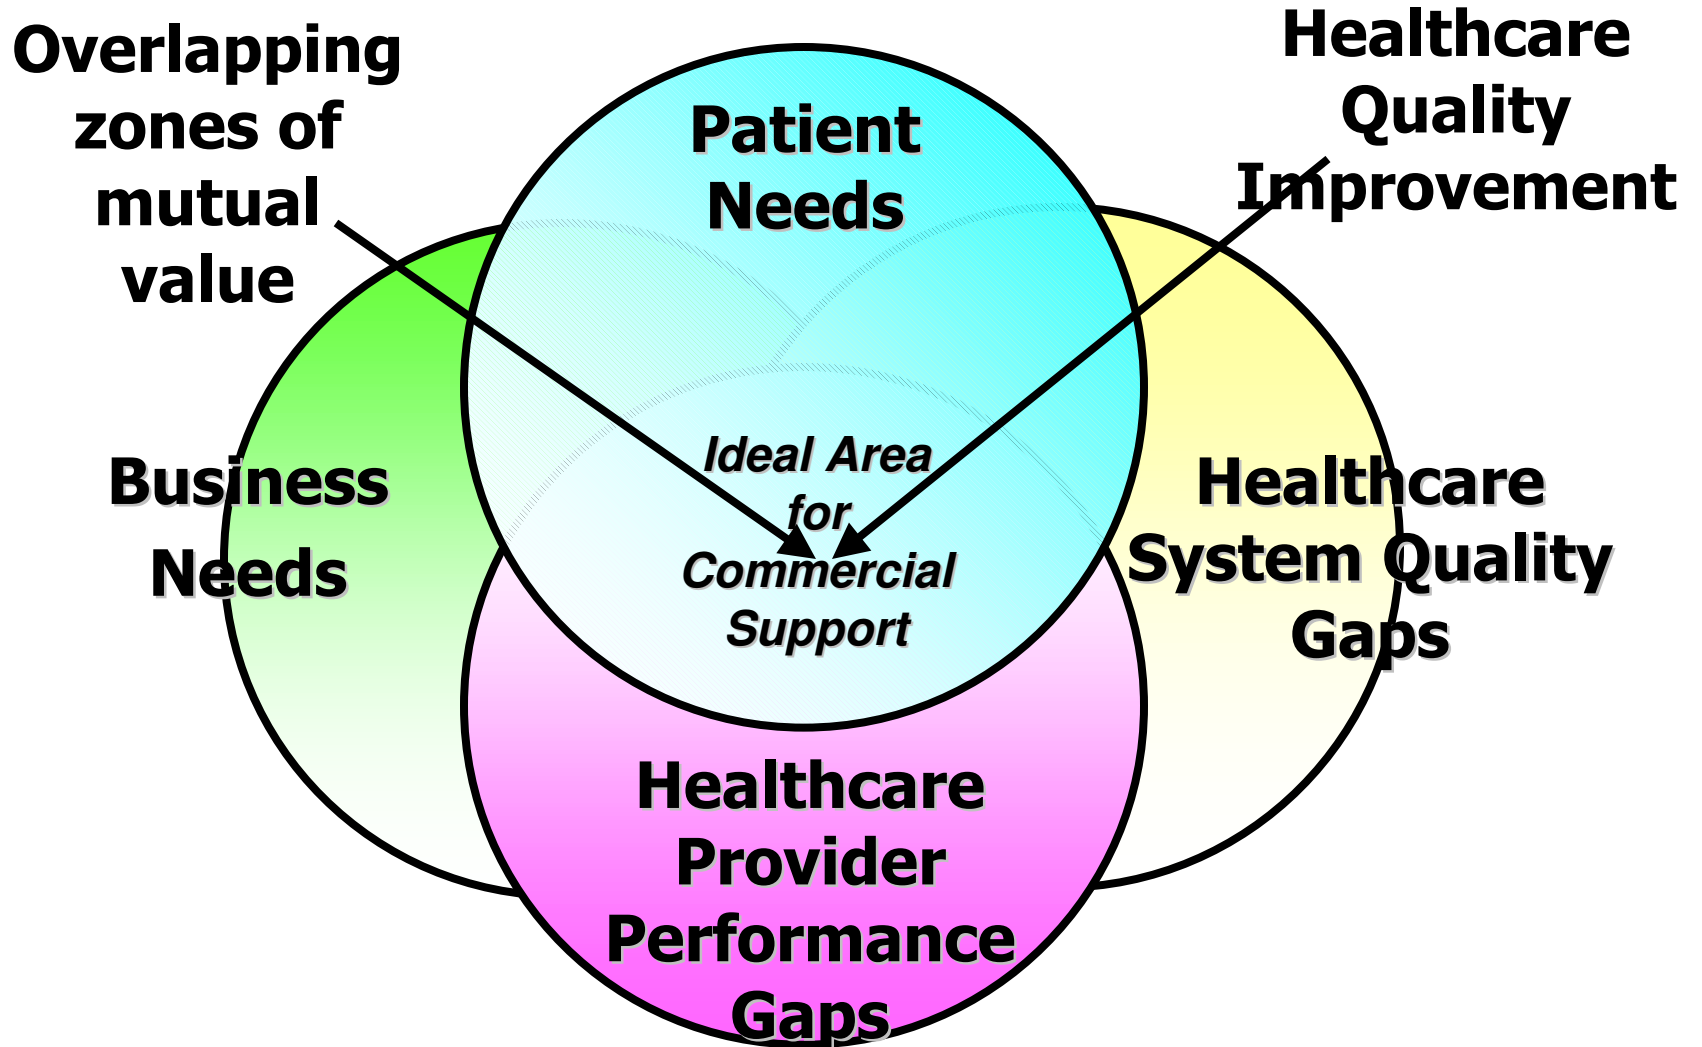 Overlapping
zones of
mutual
value
Patient
Needs
Healthcare
Quality
Improvement
Business
Needs
Ideal Area
for
Commercial
Support
Healthcare
System Quality
Gaps
Healthcare
Provider
Performance
Gaps